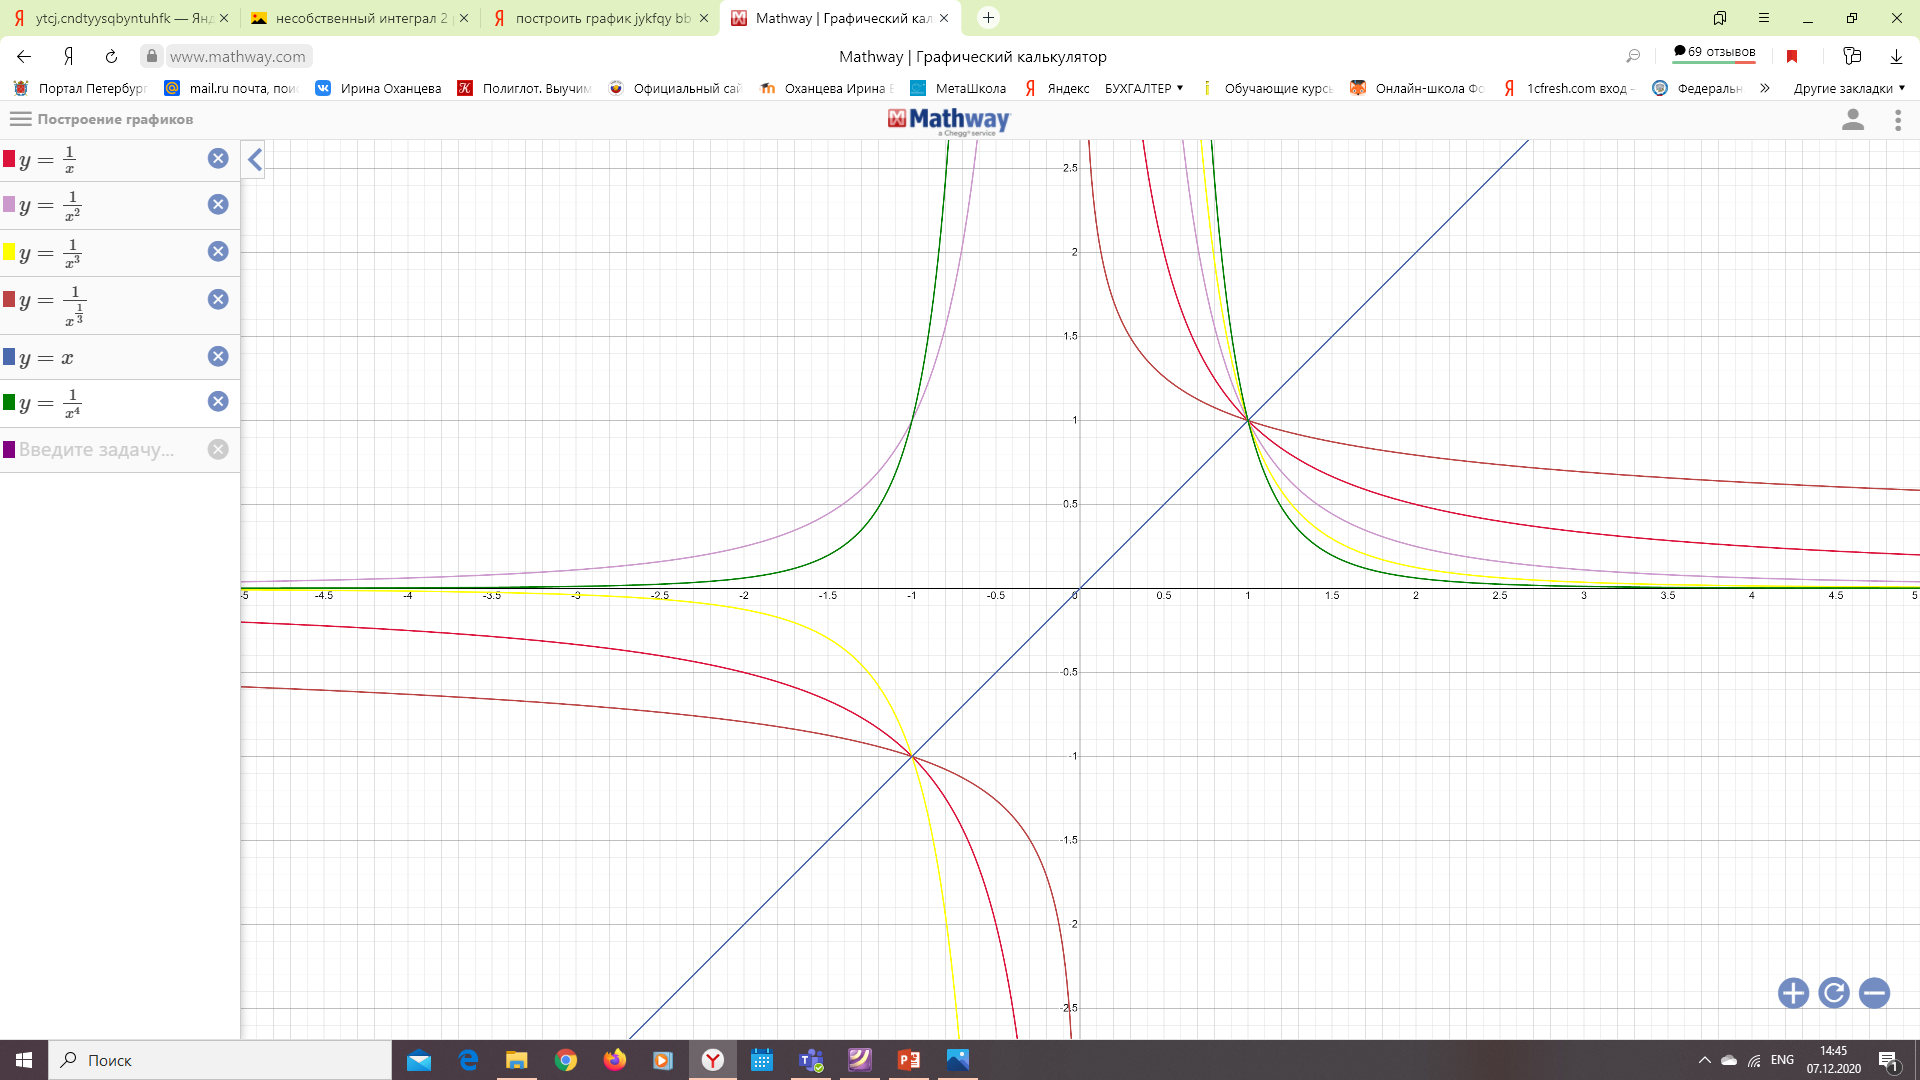 ytcj,cndtyysqbyntuhfk — Янд
несобственный интеграл 2
построить график jykfqy bb
Mathway | Графический кал
www.mathway.com
Mathway | Графический калькулятор
69 отзывов
Портал Петербург
mail.ru почта, пои
Ирина Оханцева
Полиглот. Выучим
Официальный сай
Оханцева Ирина Е
МетаШкола
Яндекс
БУХГАЛТЕР
Обучающие курсы
Онлайн-школа Фо
1cfresh.com вход –
Федеральн
Другие закладки
Построение графиков
Mathway
a Chegg® service
y = 1/x
y = 1/x²
y = 1/x³
y = 1/x^(1/3)
y = x
y = 1/x⁴
Введите задачу...
2.5
2
1.5
1
0.5
-5 -4.5 -4 -3.5 -3 -2.5 -2 -1.5 -1 -0.5 0 0.5 1 1.5 2 2.5 3 3.5 4 4.5 5
-0.5
-1
-1.5
-2
-2.5
Поиск
ENG
14:45
07.12.2020
1